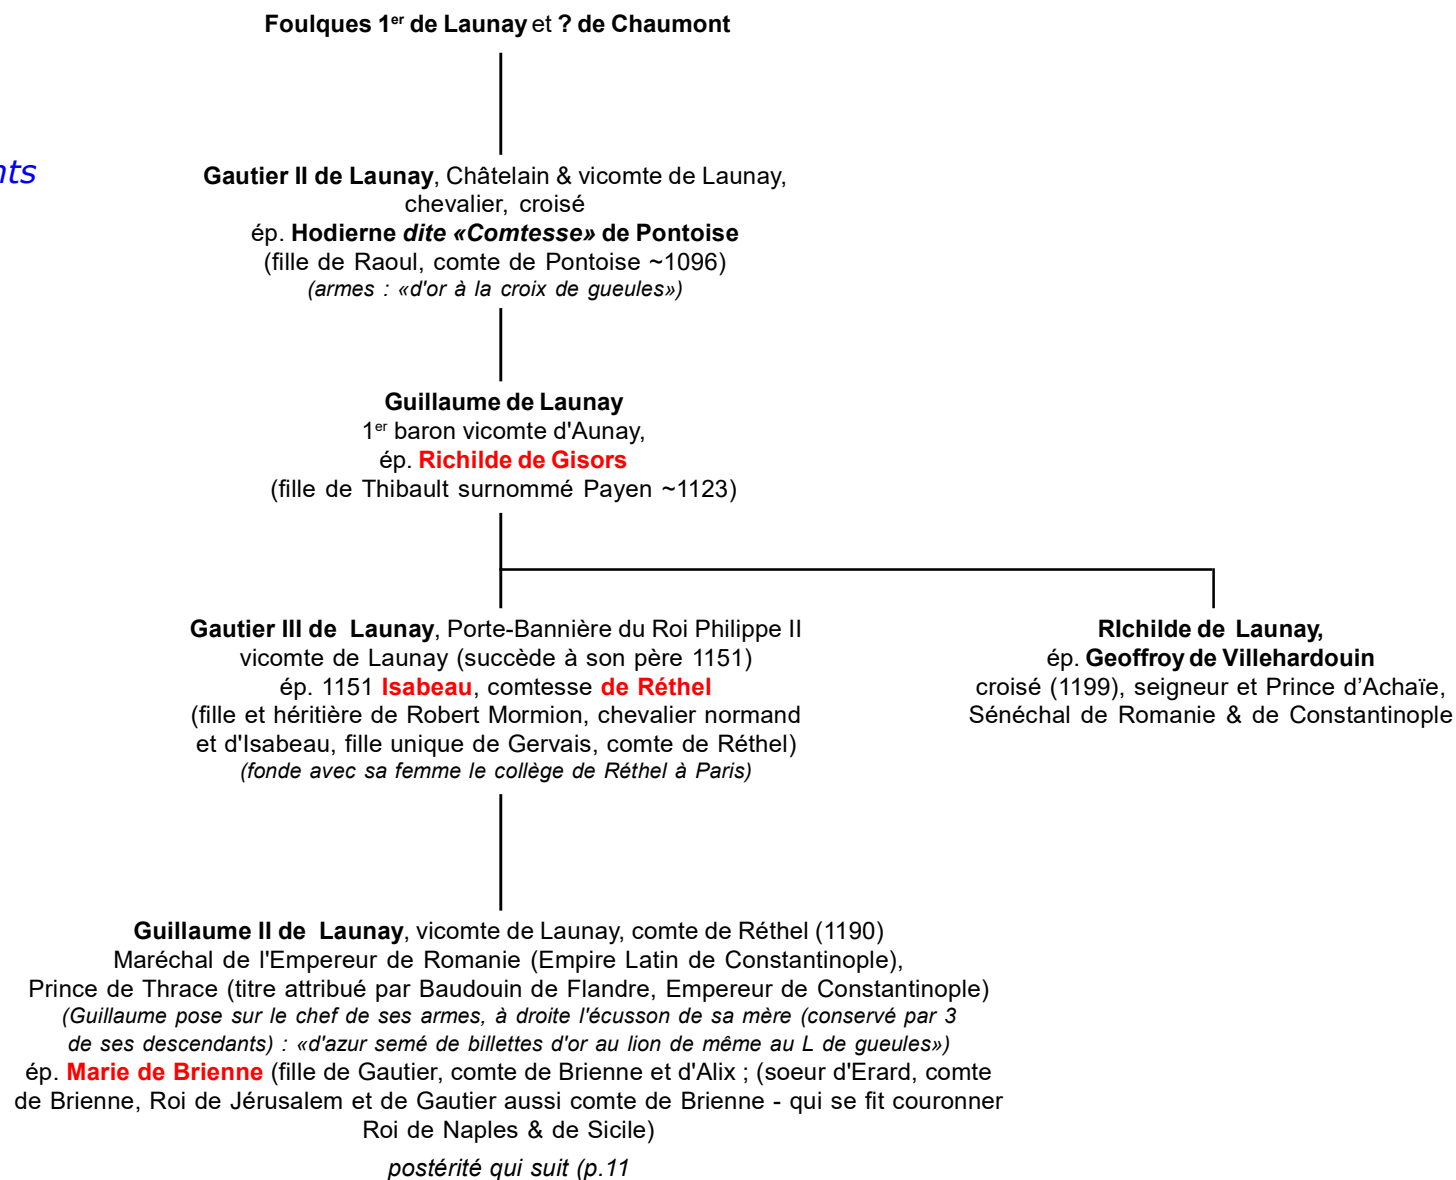 Foulques 1er de Launay et ? de Chaumont
nts
Gautier II de Launay, Châtelain & vicomte de Launay,
chevalier, croisé
ép. Hodierne dite «Comtesse» de Pontoise
(fille de Raoul, comte de Pontoise ~1096)
(armes : «d'or à la croix de gueules»)
Guillaume de Launay
1er baron vicomte d'Aunay,
ép. Richilde de Gisors
(fille de Thibault surnommé Payen ~1123)
Gautier III de Launay, Porte-Bannière du Roi Philippe II
vicomte de Launay (succède à son père 1151)
ép. 1151 Isabeau, comtesse de Réthel
(fille et héritière de Robert Mormion, chevalier normand
et d'Isabeau, fille unique de Gervais, comte de Réthel)
(fonde avec sa femme le collège de Réthel à Paris)
RIchilde de Launay,
ép. Geoffroy de Villehardouin
croisé (1199), seigneur et Prince d’Achaïe,
Sénéchal de Romanie & de Constantinople
Guillaume II de Launay, vicomte de Launay, comte de Réthel (1190)
Maréchal de l'Empereur de Romanie (Empire Latin de Constantinople),
Prince de Thrace (titre attribué par Baudouin de Flandre, Empereur de Constantinople)
(Guillaume pose sur le chef de ses armes, à droite l'écusson de sa mère (conservé par 3
de ses descendants) : «d'azur semé de billettes d'or au lion de même au L de gueules»)
ép. Marie de Brienne (fille de Gautier, comte de Brienne et d'Alix ; (soeur d'Erard, comte
de Brienne, Roi de Jérusalem et de Gautier aussi comte de Brienne - qui se fit couronner
Roi de Naples & de Sicile)
postérité qui suit (p.11